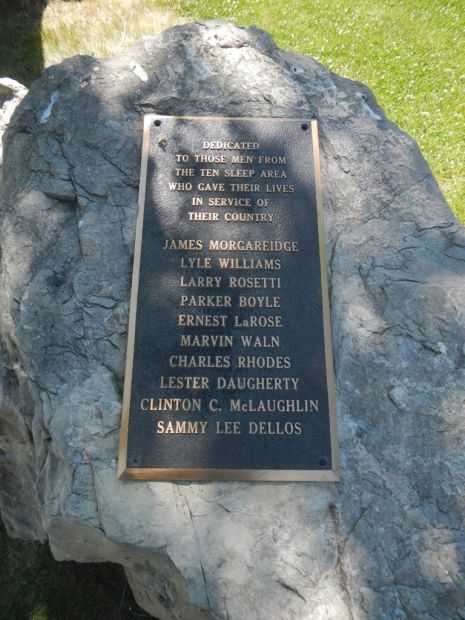 DEDICATED
TO THOSE MEN FROM
THE TEN SLEEP AREA
WHO GAVE THEIR LIVES
IN SERVICE OF
THEIR COUNTRY
JAMES MORGAREIDGE
LYLE WILLIAMS
LARRY ROSETTI
PARKER BOYLE
ERNEST LaROSE
MARVIN WALN
CHARLES RHODES
LESTER DAUGHERTY
CLINTON C. McLAUGHLIN
SAMMY LEE DELLOS